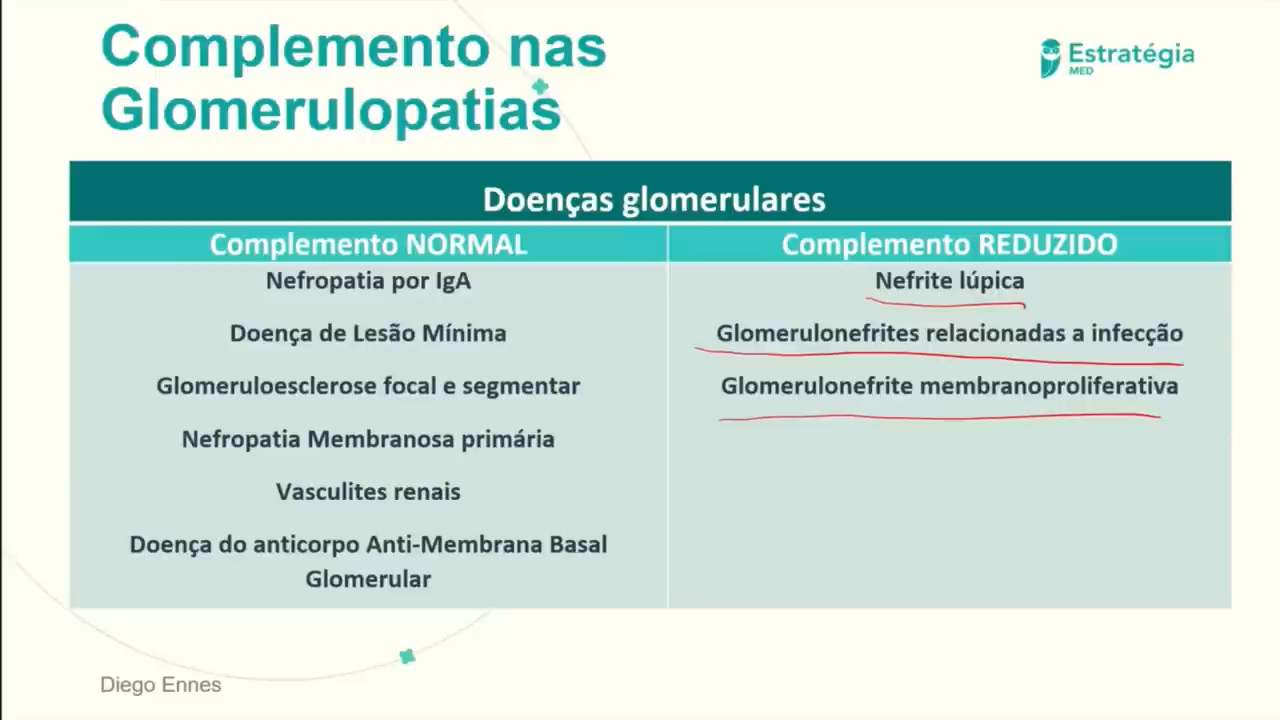 Complemento nas
Glomerulopatias
Estratégia
MED
Doenças glomerulares
Complemento NORMAL
Complemento REDUZIDO
Nefropatia por IgA
Nefrite lúpica
Doença de Lesão Mínima
Glomerulonefrites relacionadas a infecção
Glomeruloesclerose focal e segmentar
Glomerulonefrite membranoproliferativa
Nefropatia Membranosa primária
Vasculites renais
Doença do anticorpo Anti-Membrana Basal
Glomerular
Diego Ennes